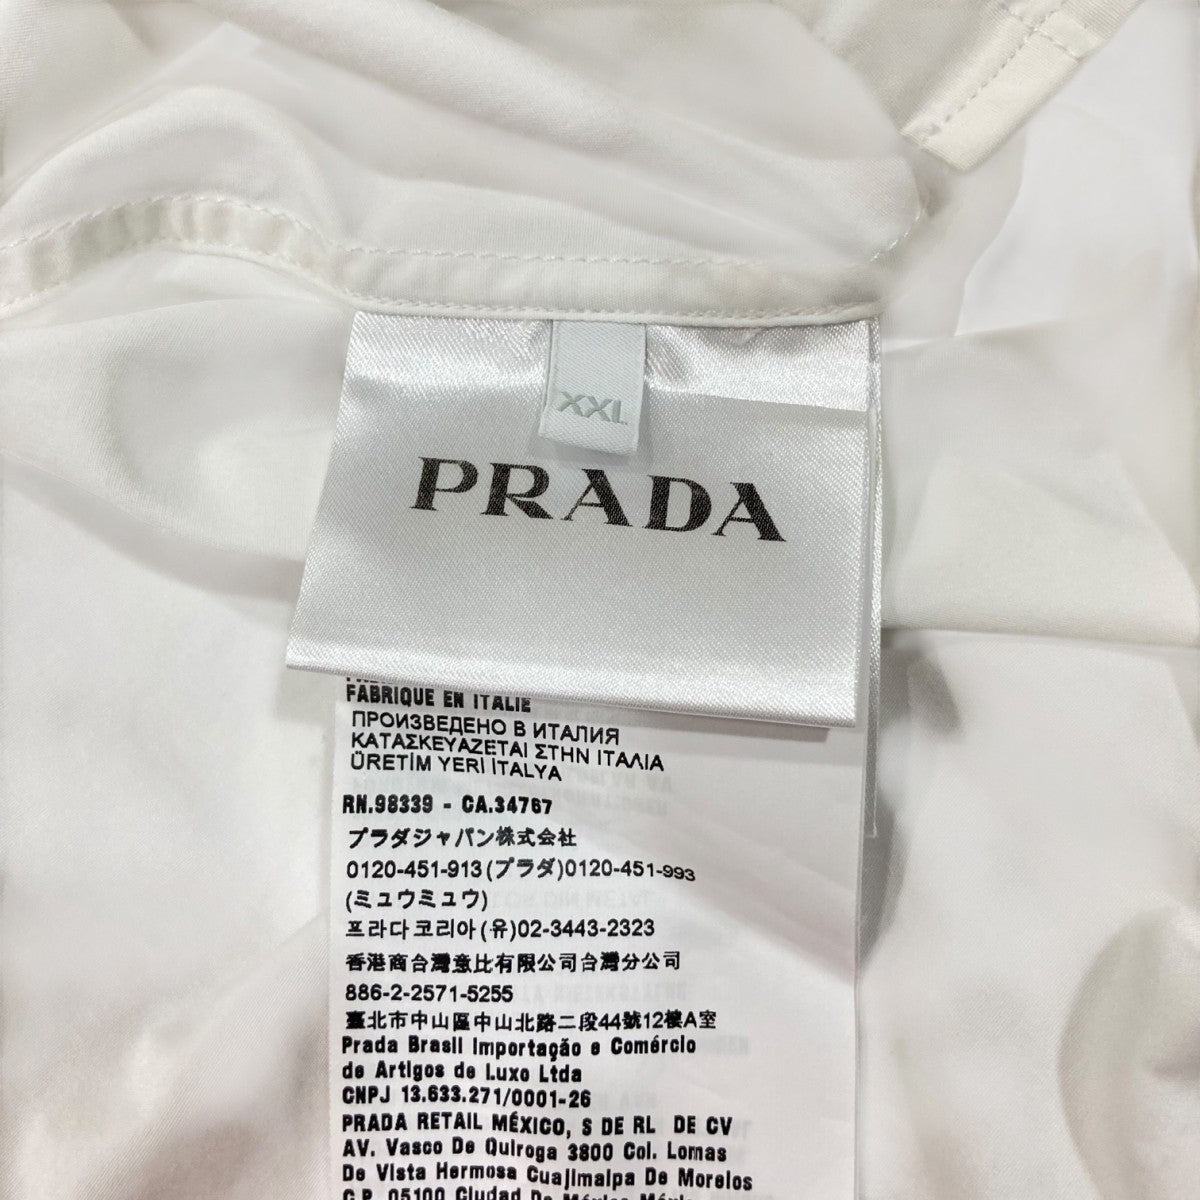 XXL
PRADA
FABRIQUE EN ITALIE
ПРОИЗВЕДЕНО В ИТАЛИЯ
ΚΑΤΑΣΚΕΥΑΖΕΤΑΙ ΣΤΗΝ ΙΤΑΛΙΑ
ÜRETİM YERİ İTALYA
RN.98339 - CA.34767
プラダジャパン株式会社
0120-451-913(プラダ)0120-451-993
(ミュウミュウ)
프라다코리아(유)02-3443-2323
香港商台灣意比有限公司台灣分公司
886-2-2571-5255
臺北市中山區中山北路二段44號12樓A室
Prada Brasil Importação e Comércio
de Artigos de Luxo Ltda
CNPJ 13.633.271/0001-26
PRADA RETAIL MÉXICO, S DE RL DE CV
AV. Vasco De Quiroga 3800 Col. Lomas
De Vista Hermosa Cuajimalpa De Morelos
C.P. 05100 Ciudad De México México